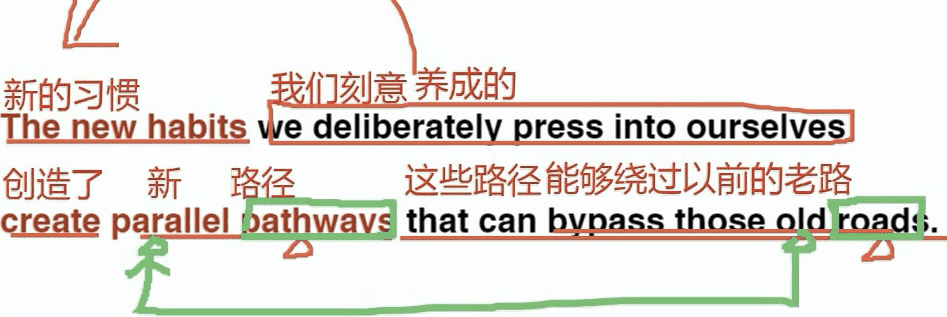 新的习惯 我们刻意 养成的
The new habits we deliberately press into ourselves
创造了 新 路径 这些路径能够绕过以前的老路
create parallel pathways that can bypass those old roads.